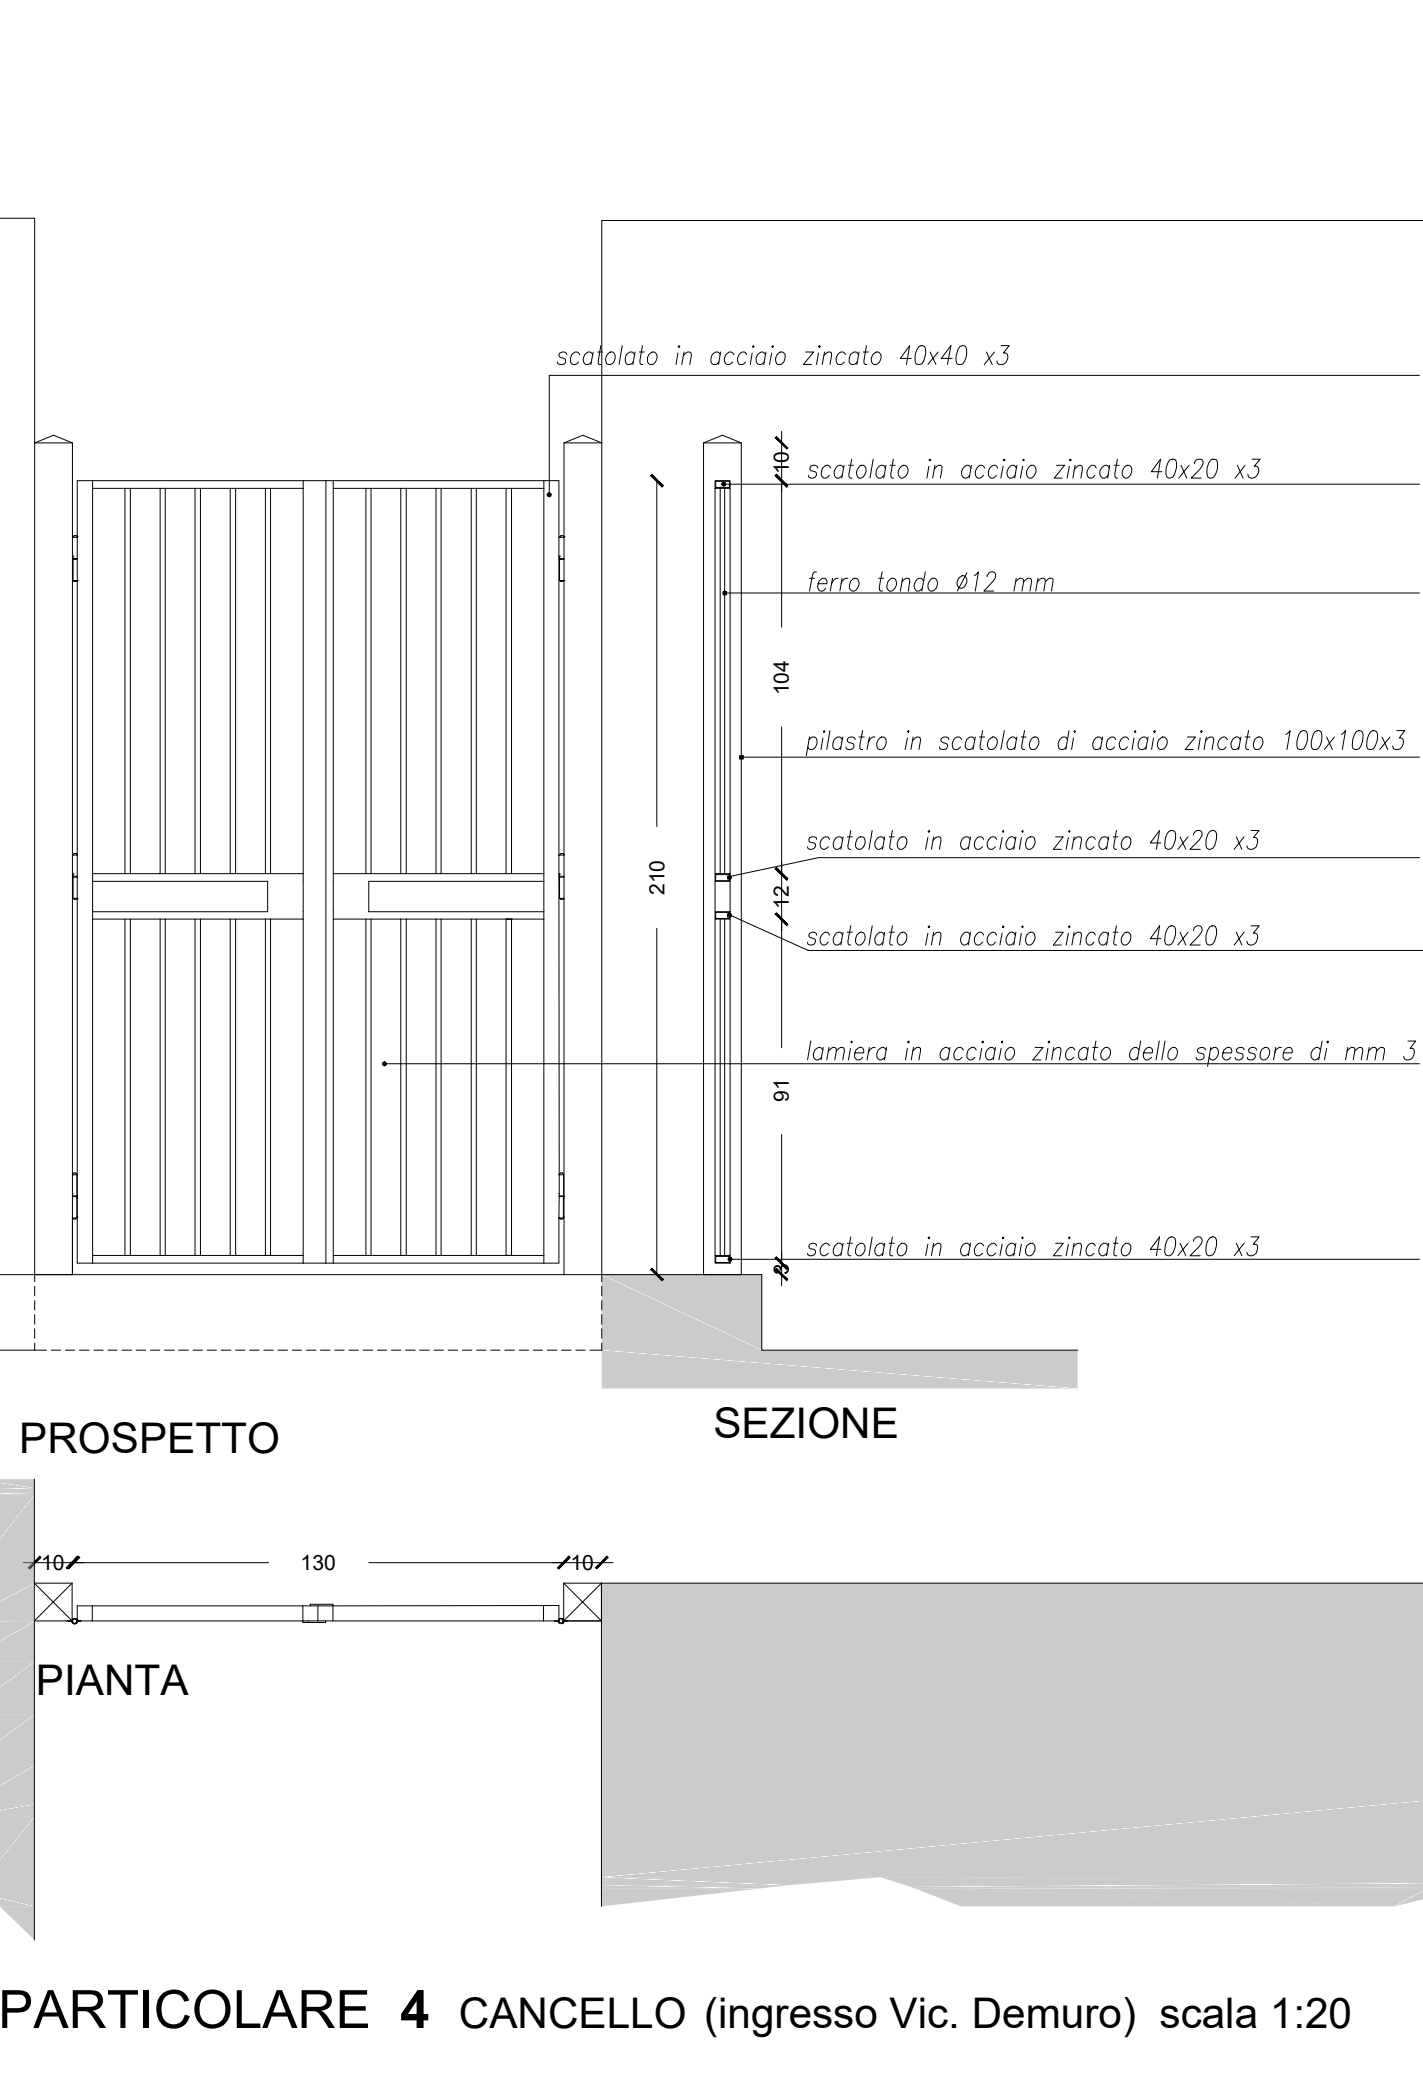 scatolato in acciaio zincato 40x40 x3
10
scatolato in acciaio zincato 40x20 x3
ferro tondo ø12 mm
104
pilastro in scatolato di acciaio zincato 100x100x3
scatolato in acciaio zincato 40x20 x3
210
12
scatolato in acciaio zincato 40x20 x3
lamiera in acciaio zincato dello spessore di mm 3
91
scatolato in acciaio zincato 40x20 x3
3
PROSPETTO
SEZIONE
10 130 10
PIANTA
PARTICOLARE 4 CANCELLO (ingresso Vic. Demuro) scala 1:20